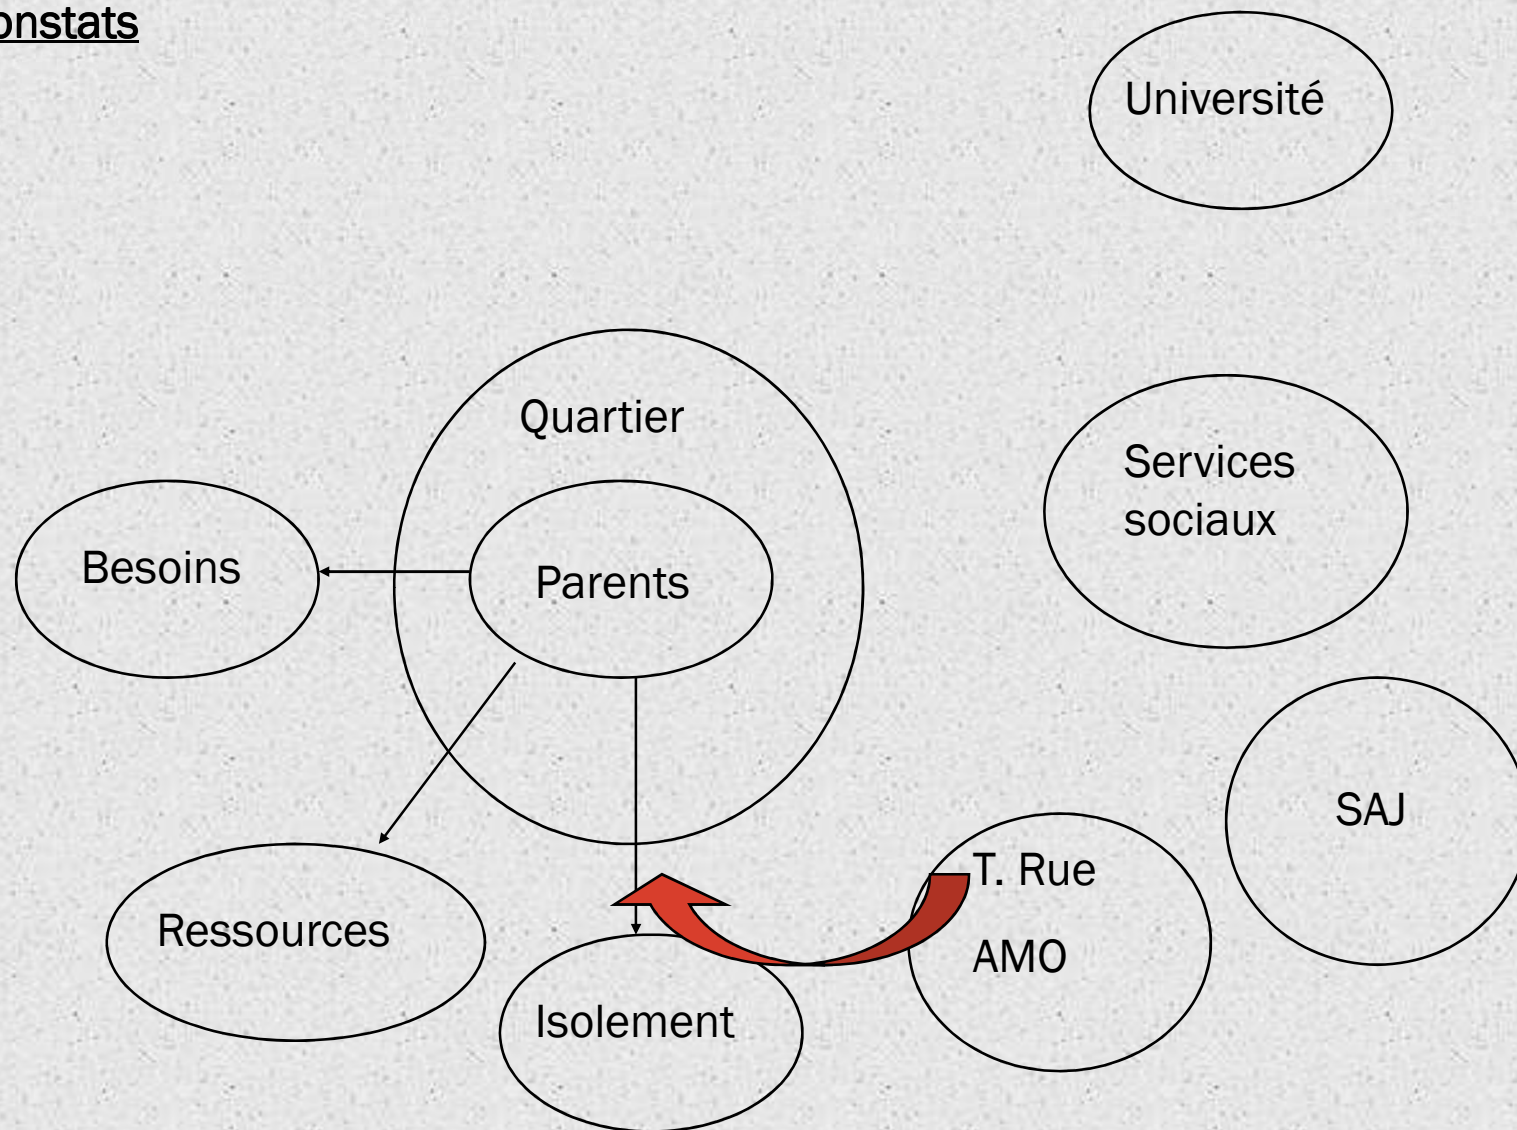 onstats
Université
Quartier
Services
sociaux
Besoins
Parents
SAJ
T. Rue
Ressources
AMO
Isolement